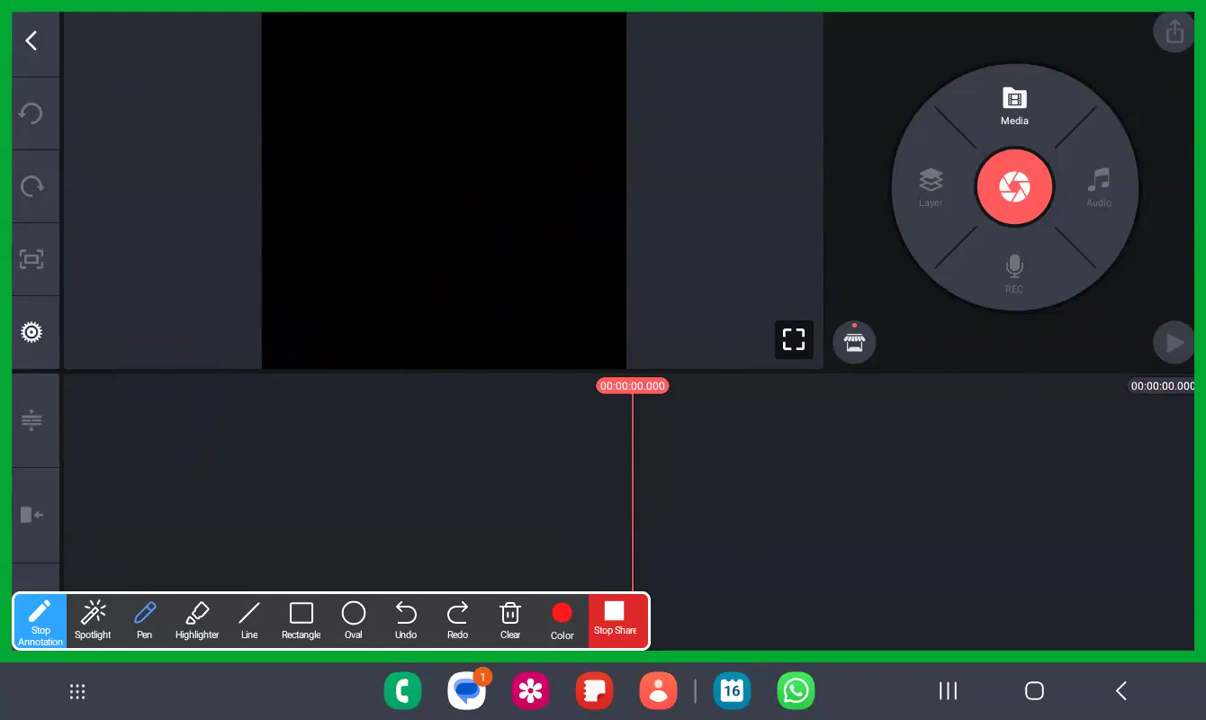 Media
Layer
Audio
REC
00:00:00.000
00:00:00.000
Stop
Annotation
Spotlight
Pen
Highlighter
Line
Rectangle
Oval
Undo
Redo
Clear
Color
Stop Share
1
16